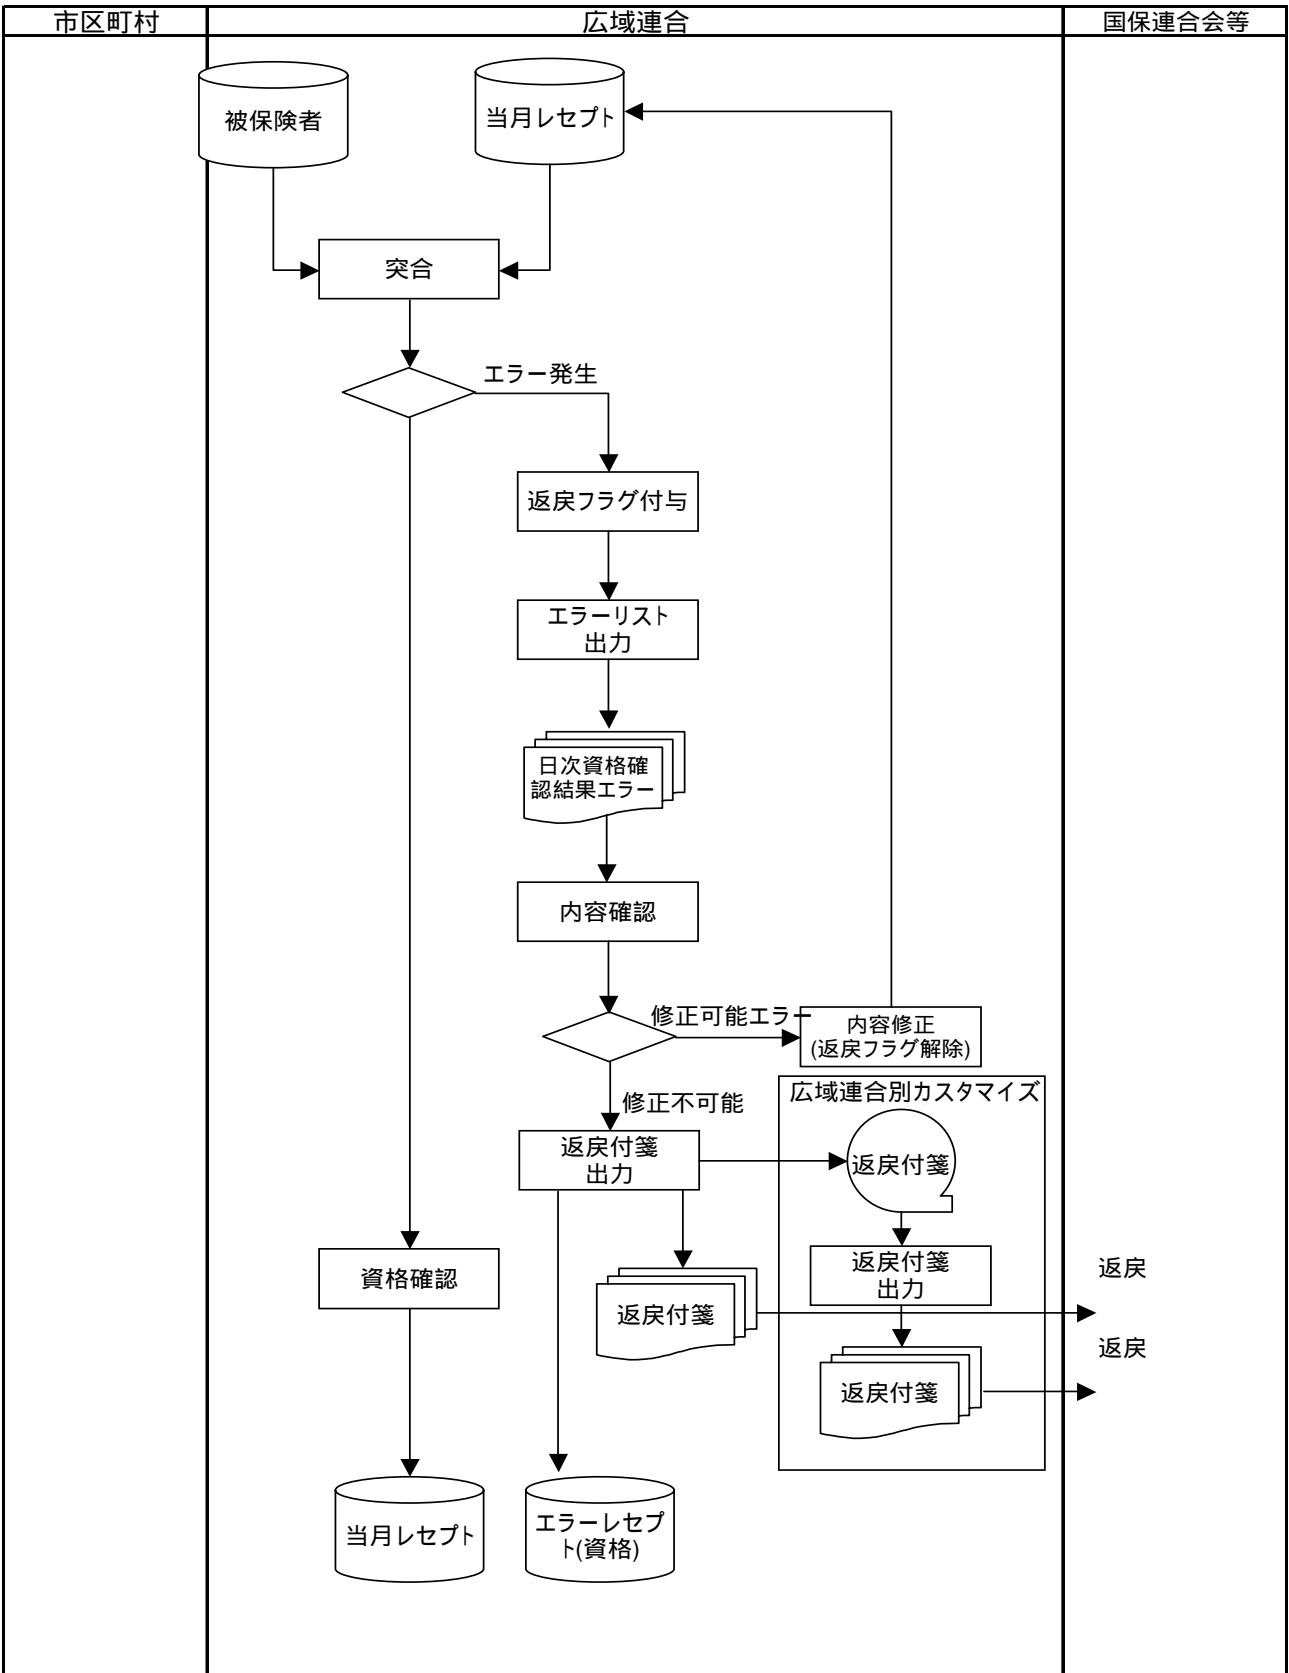 市区町村
広域連合
国保連合会等
被保険者
当月レセプト
突合
エラー発生
返戻フラグ付与
エラーリスト
出力
日次資格確
認結果エラー
内容確認
修正可能エラー
内容修正
(返戻フラグ解除)
修正不可能
広域連合別カスタマイズ
返戻付箋
出力
返戻付箋
資格確認
返戻付箋
出力
返戻
返戻付箋
返戻
返戻付箋
当月レセプト
エラーレセプ
ト(資格)